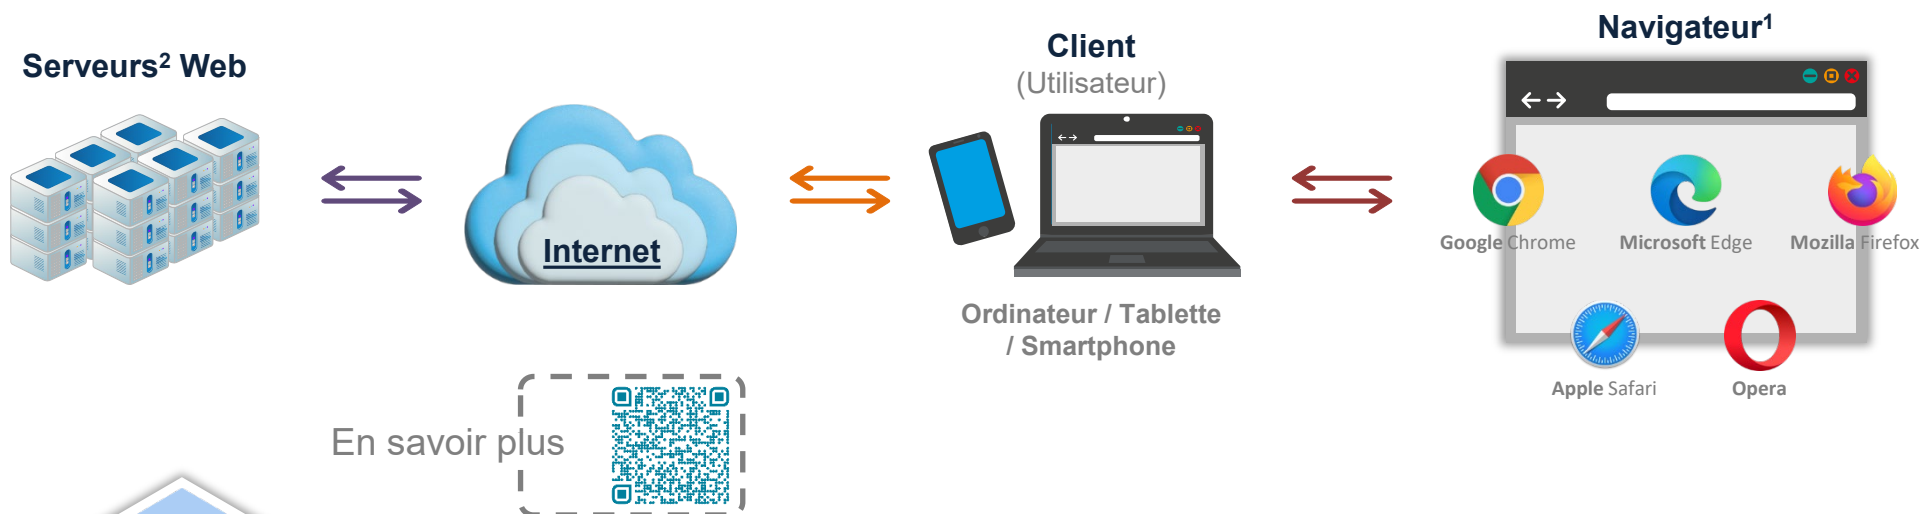 Serveurs² Web
Internet
Client
(Utilisateur)
Ordinateur / Tablette
/ Smartphone
Navigateur¹
Google Chrome
Microsoft Edge
Mozilla Firefox
Apple Safari
Opera
En savoir plus